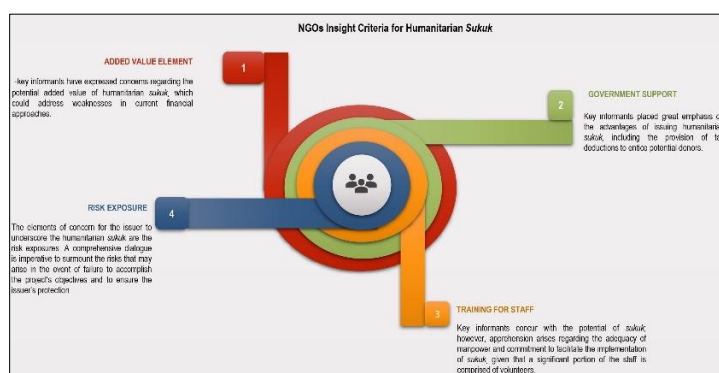 NGOs Insight Criteria for Humanitarian Sukuk
ADDED VALUE ELEMENT
1
-key informants have expressed concerns regarding the
potential added value of humanitarian sukuk, which
could address weaknesses in current financial
approaches.
2
GOVERNMENT SUPPORT
Key informants placed great emphasis o
the advantages of issuing humanitaria
sukuk, including the provision of ta
deductions to entice potential donors.
RISK EXPOSURE
4
The elements of concern for the issuer to
underscore the humanitarian sukuk are the
risk exposures. A comprehensive dialogue
is imperative to surmount the risks that may
arise in the event of failure to accomplish
the project's objectives and to ensure the
issuer's protection
3
TRAINING FOR STAFF
Key informants concur with the potential of sukuk;
however, apprehension arises regarding the adequacy of
manpower and commitment to facilitate the implementation
of sukuk, given that a significant portion of the staff is
comprised of volunteers.